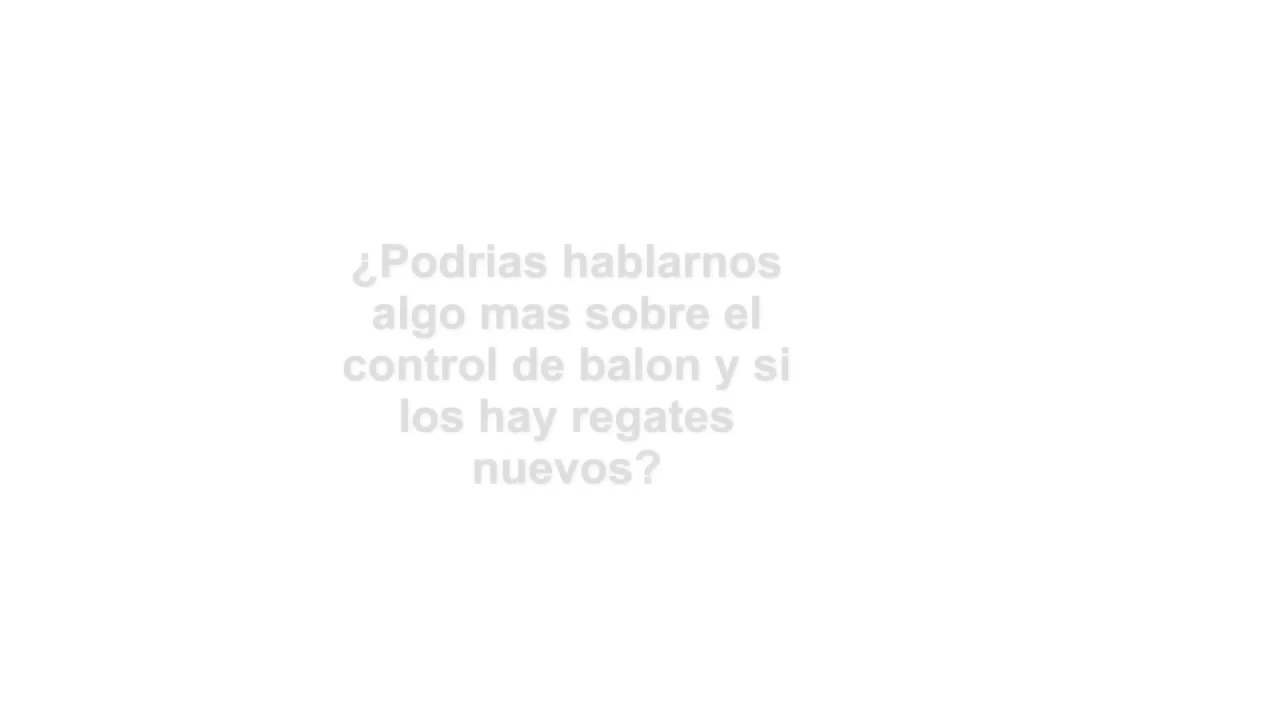 ¿Podrias hablarnos
algo mas sobre el
control de balon y si
los hay regates
nuevos?